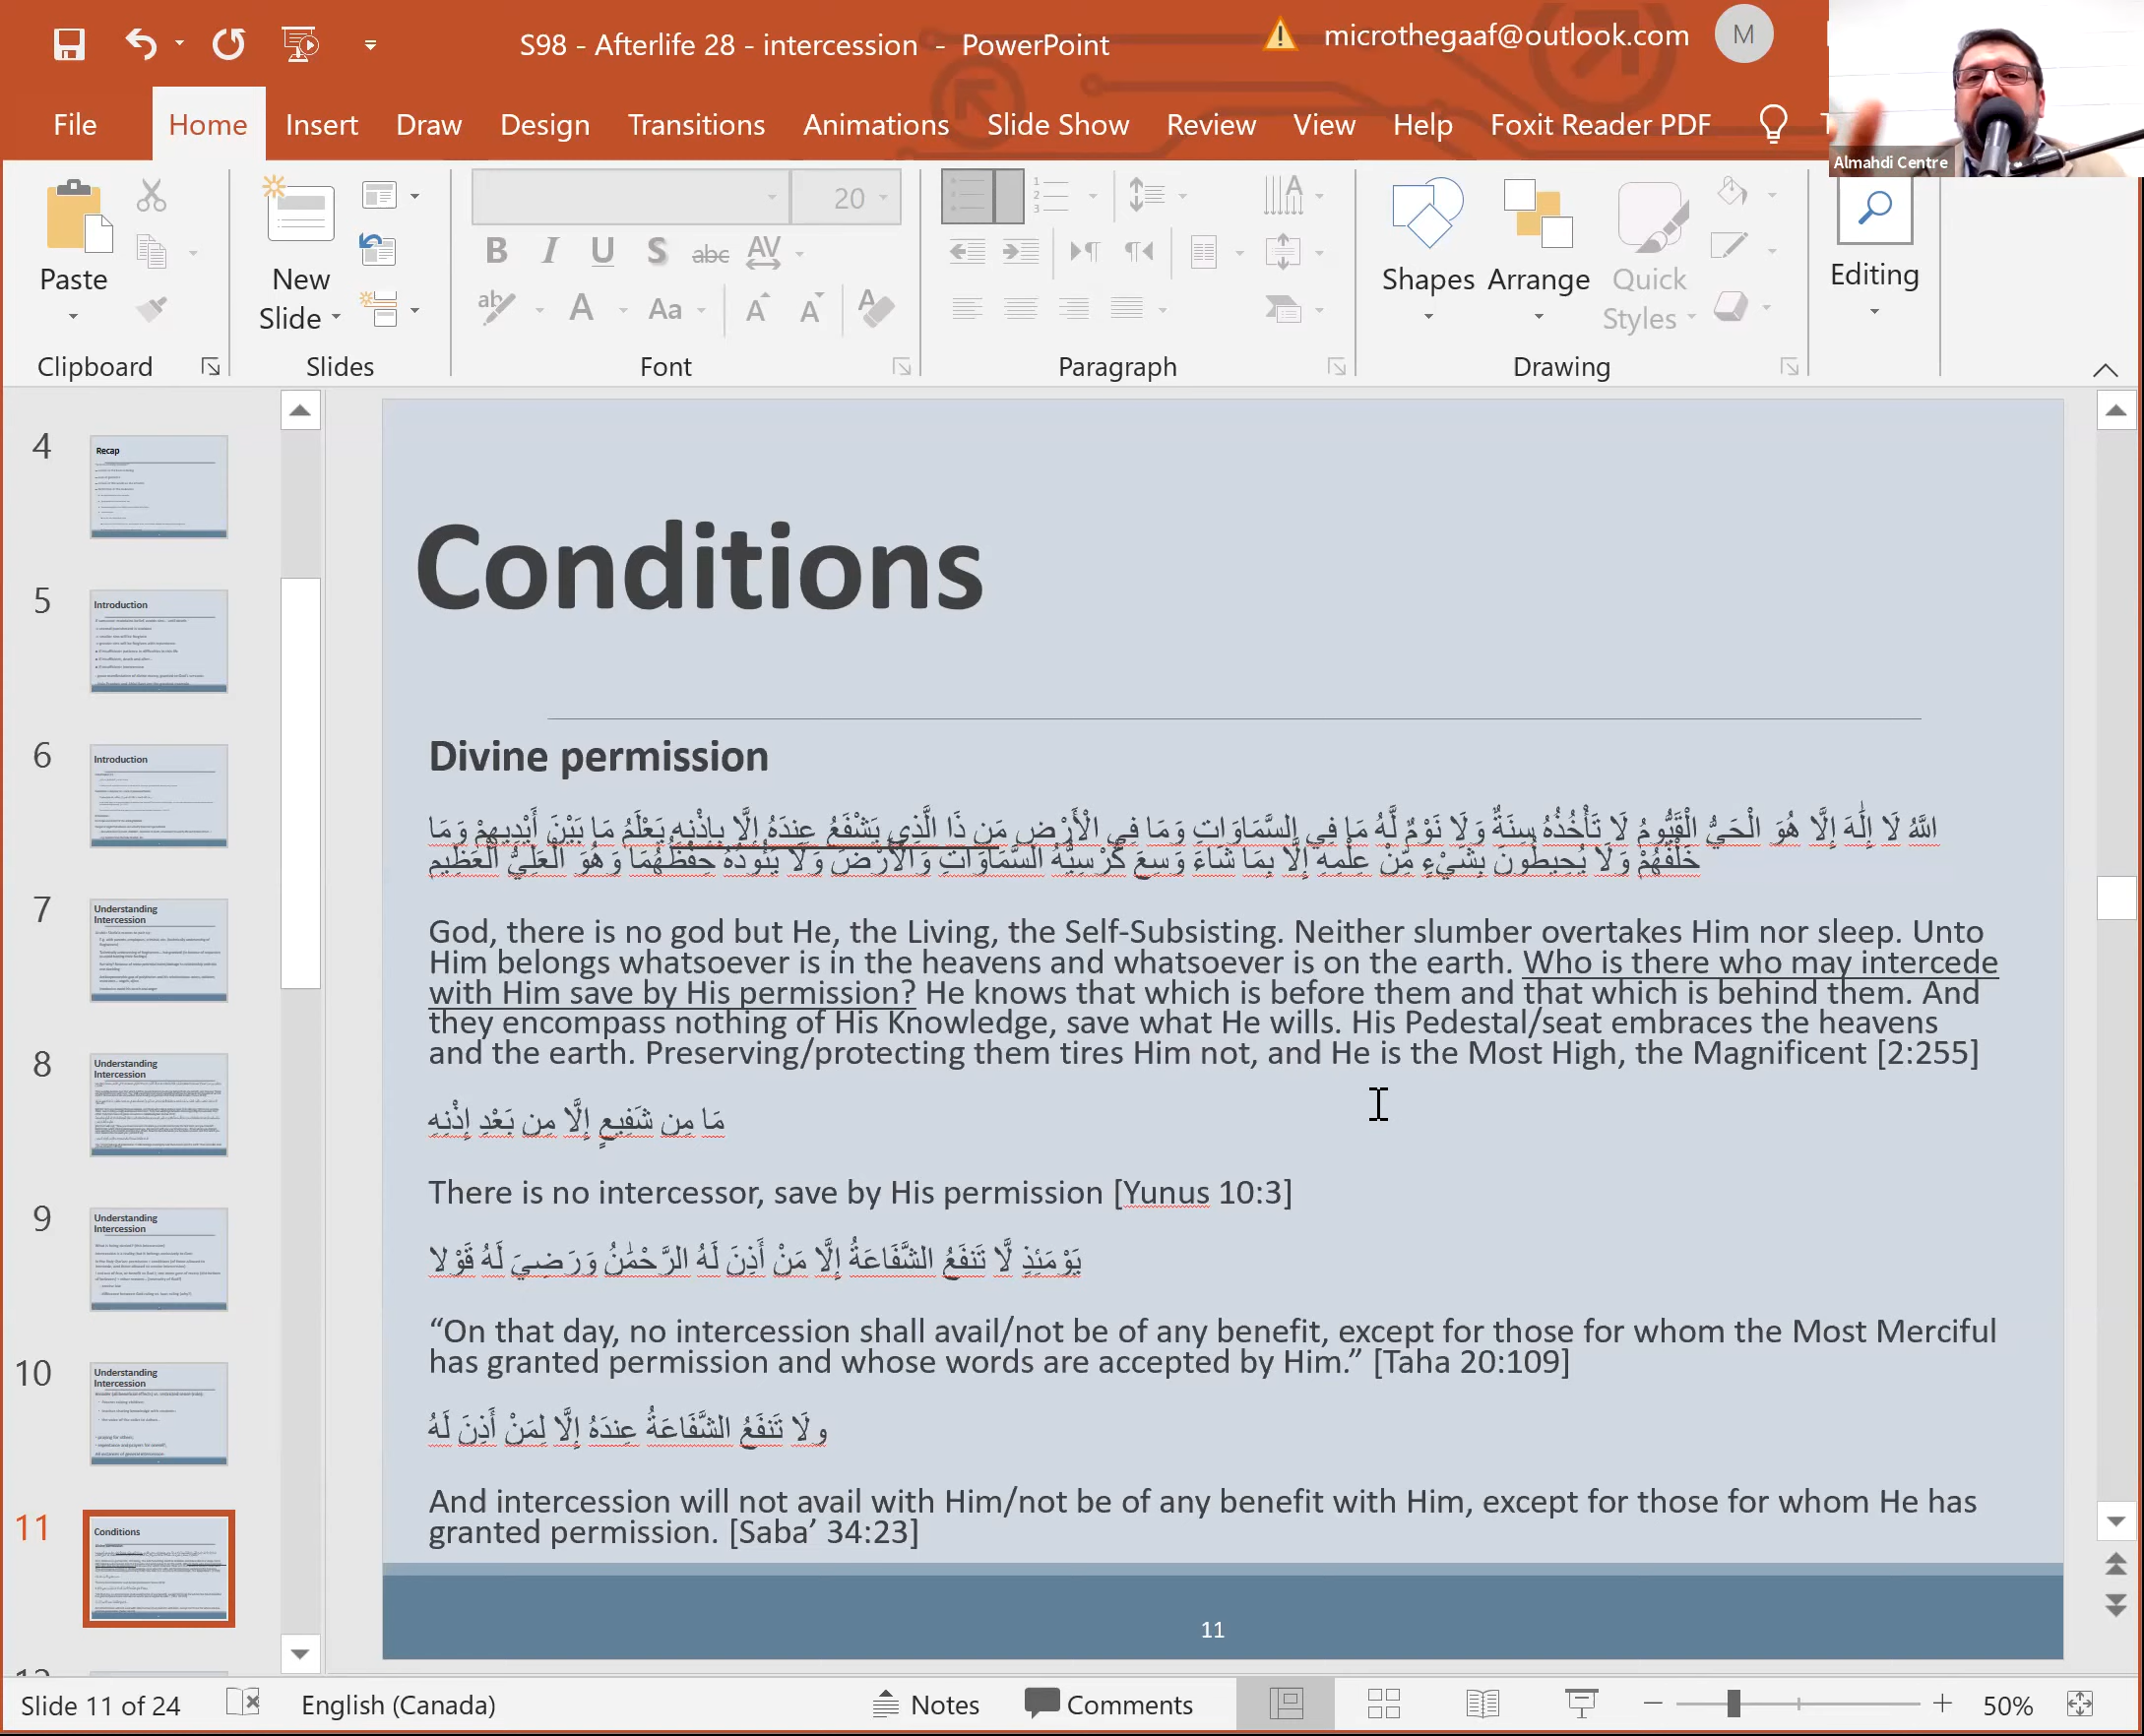 S98 - Afterlife 28 - intercession - PowerPoint
microthegaaf@outlook.com
M
File
Home
Insert
Draw
Design
Transitions
Animations
Slide Show
Review
View
Help
Foxit Reader PDF
Almahdi Centre
Paste
New
Slide
20
Shapes
Arrange
Quick
Styles
Editing
Clipboard
Slides
Font
Paragraph
Drawing
4
Recap
5
Introduction
6
Introduction
7
Understanding
Intercession
8
Understanding
Intercession
9
Understanding
Intercession
10
Understanding
Intercession
11
Conditions
Conditions
Divine permission
اللَّهُ لَا إِلَٰهَ إِلَّا هُوَ الْحَيُّ الْقَيُّومُ لَا تَأْخُذُهُ سِنَةٌ وَلَا نَوْمٌ لَّهُ مَا فِي السَّمَاوَاتِ وَمَا فِي الْأَرْضِ مَن ذَا الَّذِي يَشْفَعُ عِندَهُ إِلَّا بِإِذْنِهِ يَعْلَمُ مَا بَيْنَ أَيْدِيهِمْ وَمَا
خَلْفَهُمْ وَلَا يُحِيطُونَ بِشَيْءٍ مِّنْ عِلْمِهِ إِلَّا بِمَا شَاءَ وَسِعَ كُرْسِيُّهُ السَّمَاوَاتِ وَالْأَرْضَ وَلَا يَئُودُهُ حِفْظُهُمَا وَهُوَ الْعَلِيُّ الْعَظِيمُ
God, there is no god but He, the Living, the Self-Subsisting. Neither slumber overtakes Him nor sleep. Unto
Him belongs whatsoever is in the heavens and whatsoever is on the earth. Who is there who may intercede
with Him save by His permission? He knows that which is before them and that which is behind them. And
they encompass nothing of His Knowledge, save what He wills. His Pedestal/seat embraces the heavens
and the earth. Preserving/protecting them tires Him not, and He is the Most High, the Magnificent [2:255]
مَا مِن شَفِيعٍ إِلَّا مِن بَعْدِ إِذْنِهِ
There is no intercessor, save by His permission [Yunus 10:3]
يَوْمَئِذٍ لَّا تَنفَعُ الشَّفَاعَةُ إِلَّا مَنْ أَذِنَ لَهُ الرَّحْمَٰنُ وَرَضِيَ لَهُ قَوْلا
“On that day, no intercession shall avail/not be of any benefit, except for those for whom the Most Merciful
has granted permission and whose words are accepted by Him.” [Taha 20:109]
ولَا تَنفَعُ الشَّفَاعَةُ عِندَهُ إِلَّا لِمَنْ أَذِنَ لَهُ
And intercession will not avail with Him/not be of any benefit with Him, except for those for whom He has
granted permission. [Saba’ 34:23]
11
Slide 11 of 24
English (Canada)
Notes
Comments
50%